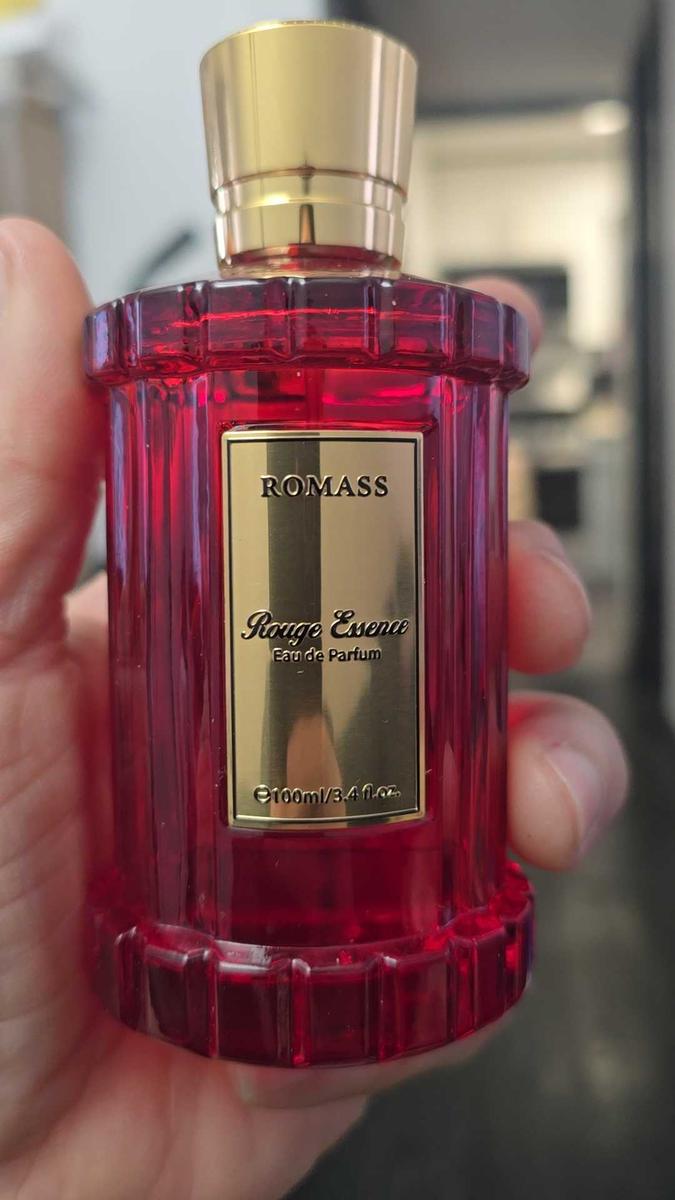 ROMASS
Rouge Essence
Eau de Parfum
℮100ml/3.4 fl.oz.